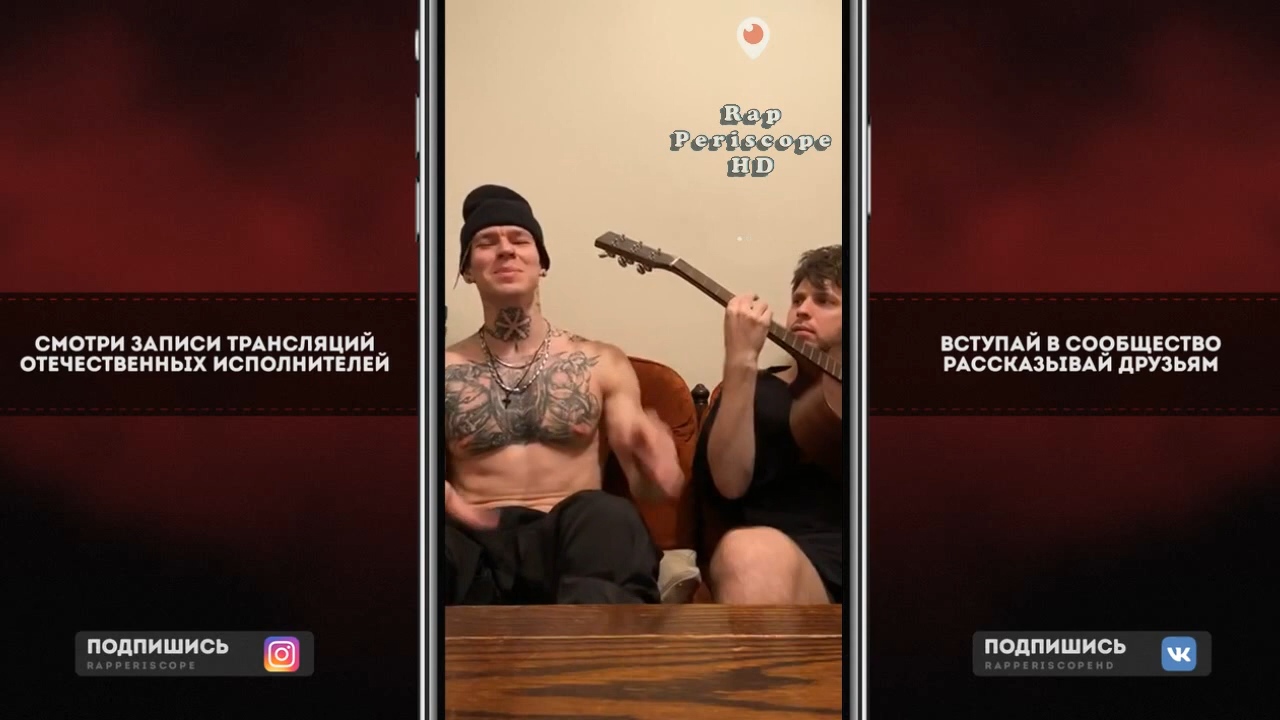 Rap
Periscope
HD
СМОТРИ ЗАПИСИ ТРАНСЛЯЦИЙ
ОТЕЧЕСТВЕННЫХ ИСПОЛНИТЕЛЕЙ
ВСТУПАЙ В СООБЩЕСТВО
РАССКАЗЫВАЙ ДРУЗЬЯМ
ПОДПИШИСЬ
RAPPERISCOPE
ПОДПИШИСЬ
RAPPERISCOPEHD